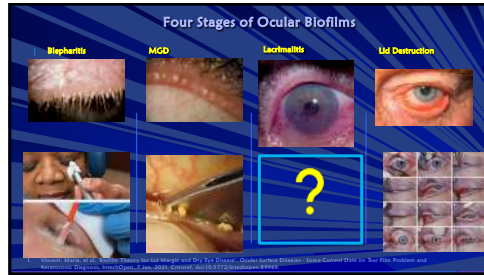 Four Stages of Ocular Biofilms
Blepharitis
MGD
Lacrimalitis
Lid Destruction
?
1. Vincent, Maria, et al. "Biofilm Theory for Lid Margin and Dry Eye Disease". Ocular Surface Diseases - Some Current Date on Tear Film Problem and
Keratoconic Diagnosis, IntechOpen, 7 Jan. 2021. Crossref, doi:10.5772/intechopen.89969.